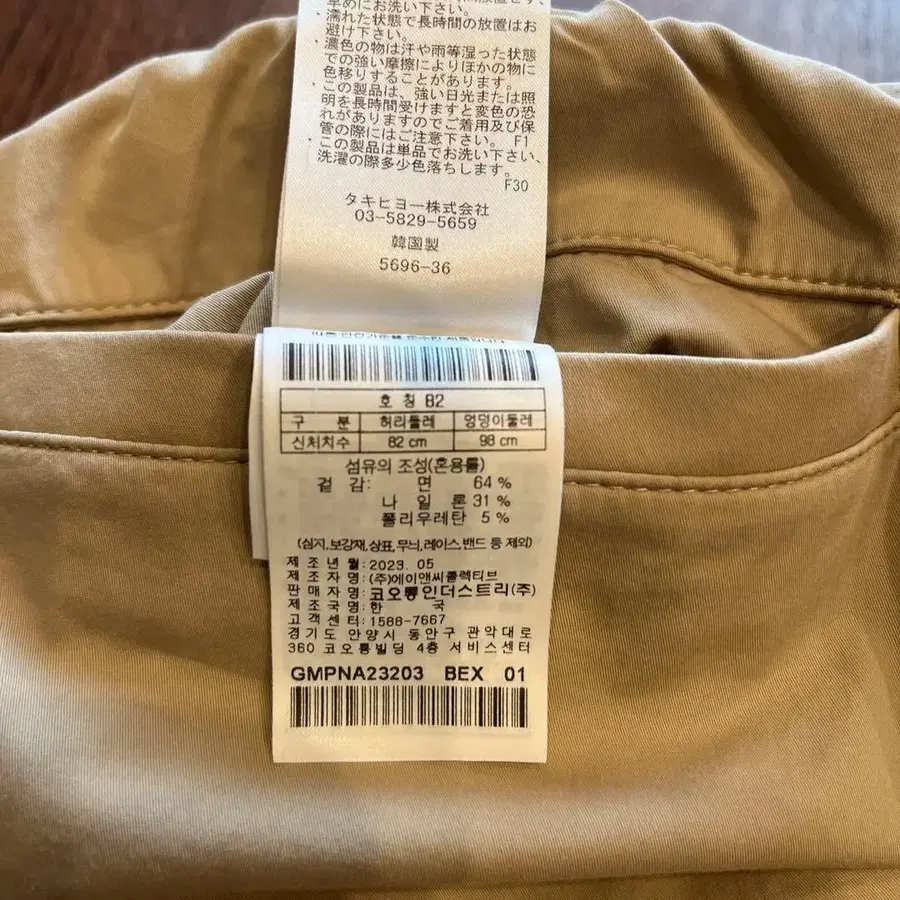 早めにお洗い下さい。
・濡れた状態で長時間の放置はお
避け下さい。
・濃色の物は汗や雨等湿った状態
での強い摩擦によりほかの物に
色移りすることがあります。
・この製品は、強い日光または照
明を長時間受けますと変色の恐
れがありますのでご着用及び保
管の際にはご注意下さい。 F1
・この製品は単品でお洗い下さい、
洗濯の際多少色落ちします。
F30
タキヒヨー株式会社
03-5829-5659
韓国製
5696-36
호 칭 82
구 분 허리둘레 엉덩이둘레
신체치수 82 cm 98 cm
섬유의 조성(혼용률)
겉 감: 면 64 %
나 일 론 31 %
폴리우레탄 5 %
(심지,보강재,상표,무늬,레이스,밴드 등 제외)
제 조 년 월: 2023. 05
제 조 자 명: (주)에이앤씨콜렉티브
판 매 자 명: 코오롱인더스트리(주)
제 조 국 명: 한 국
고 객 센 터: 1588-7667
경기도 안양시 동안구 관악대로
360 코오롱빌딩 4층 서비스센터
GMPNA23203 BEX 01